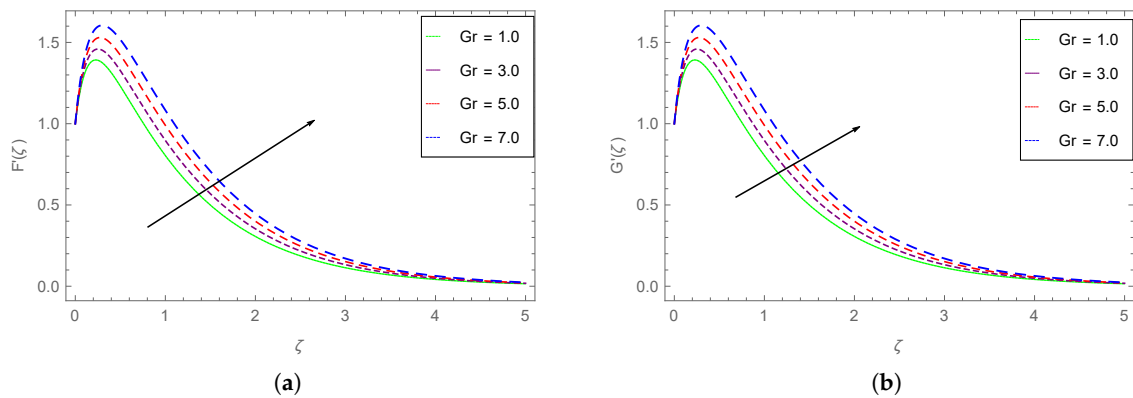 F'(ζ)
1.5
1.0
0.5
0.0
0 1 2 3 4 5
ζ
Gr = 1.0
Gr = 3.0
Gr = 5.0
Gr = 7.0
(a)
G'(ζ)
1.5
1.0
0.5
0.0
0 1 2 3 4 5
ζ
Gr = 1.0
Gr = 3.0
Gr = 5.0
Gr = 7.0
(b)